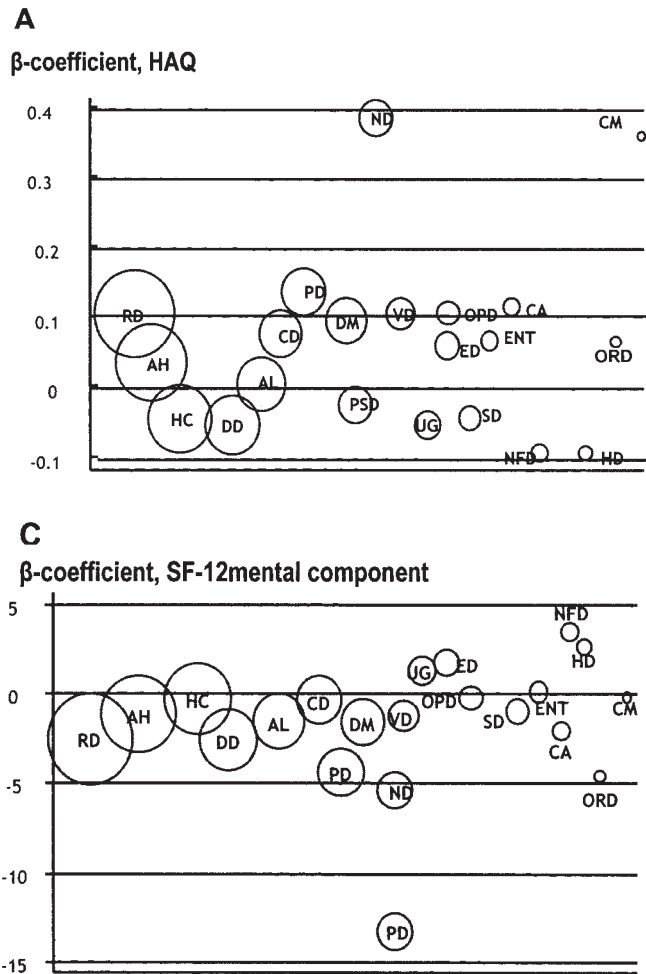 A
β-coefficient, HAQ
0.4
ND
CM
0.3
0.2
PD
RD
VD
OPD
CA
0.1
DM
CD
ENT
ED
ORD
AH
AL
0
PSD
HC
DD
UG
SD
-0.1
NFD
HD
C
β-coefficient, SF-12mental component
5
NFD
HD
UG
ED
0
HC
CD
OPD
ENT
CM
AH
AL
DM
VD
SD
RD
DD
CA
PD
-5
ND
ORD
-10
PD
-15